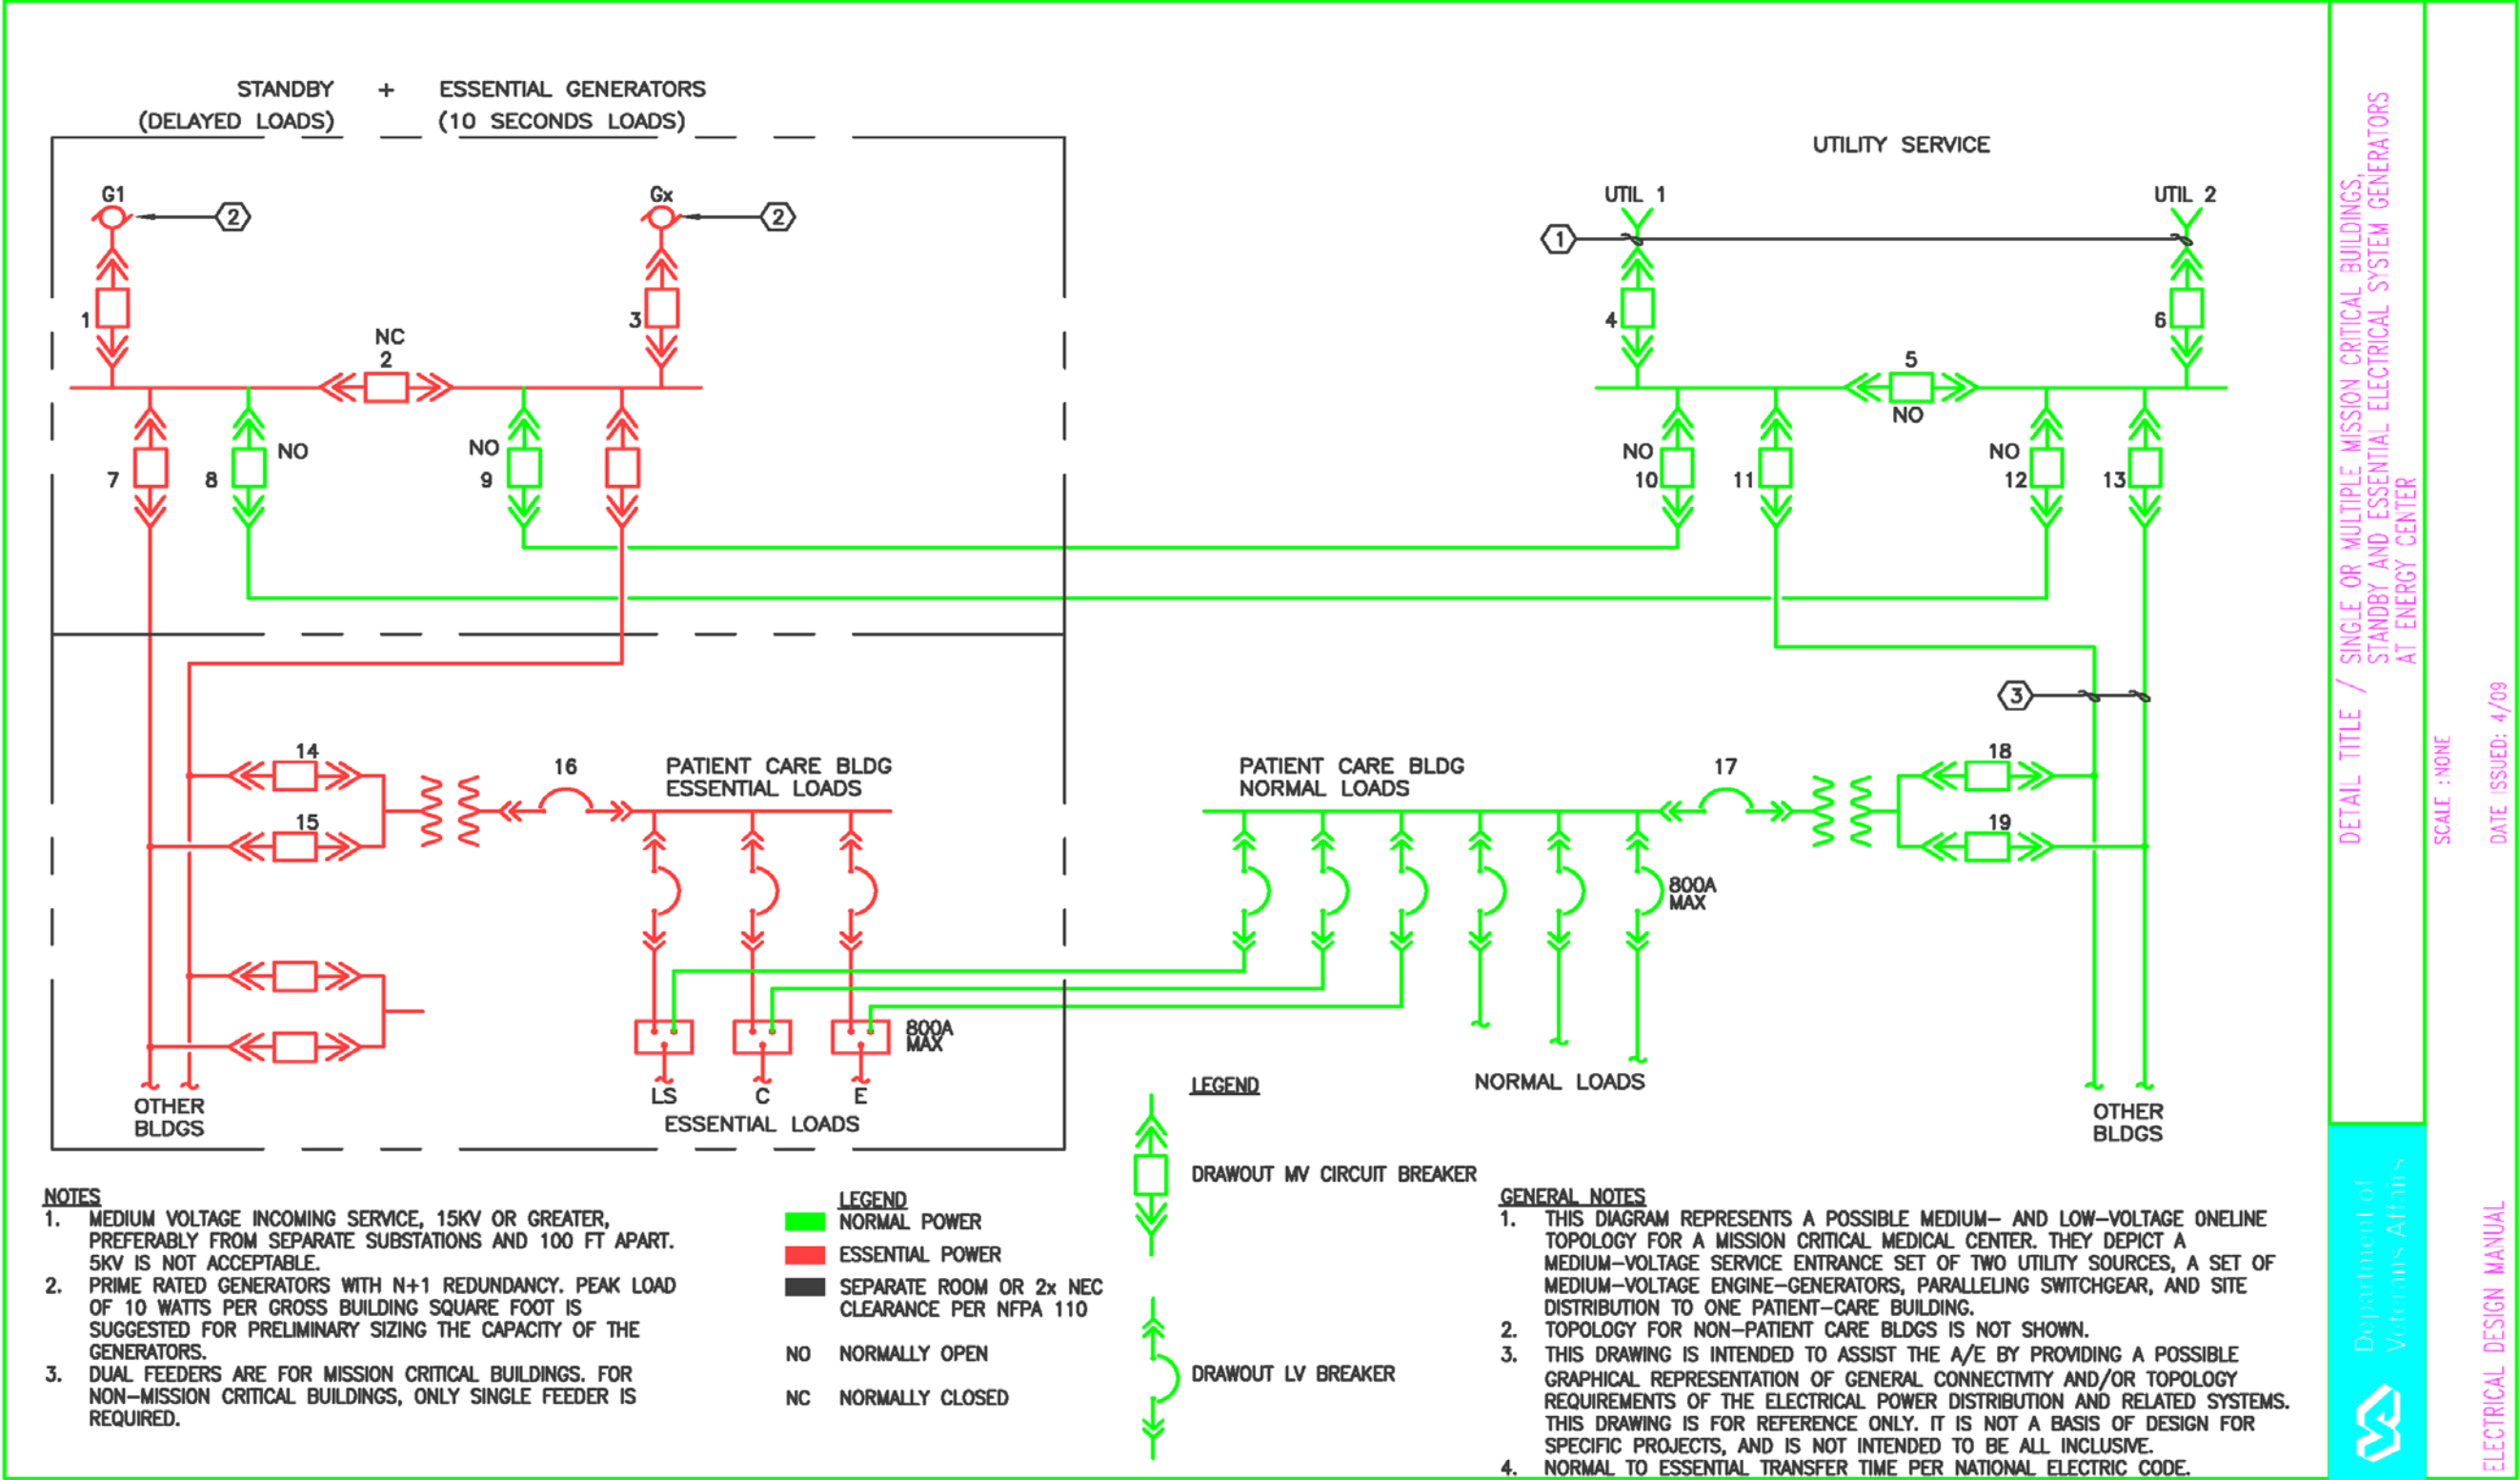 STANDBY + ESSENTIAL GENERATORS
(DELAYED LOADS) (10 SECONDS LOADS)
UTILITY SERVICE
G1
2
Gx
2
UTIL 1
UTIL 2
1
1
3
4
6
NC
2
5
NO
7
8
NO
NO
9
NO
10
11
NO
12
13
3
14
15
16
PATIENT CARE BLDG
ESSENTIAL LOADS
PATIENT CARE BLDG
NORMAL LOADS
17
18
19
800A
MAX
800A
MAX
LS C E
ESSENTIAL LOADS
NORMAL LOADS
OTHER
BLDGS
OTHER
BLDGS
NOTES
1. MEDIUM VOLTAGE INCOMING SERVICE, 15KV OR GREATER,
PREFERABLY FROM SEPARATE SUBSTATIONS AND 100 FT APART.
5KV IS NOT ACCEPTABLE.
2. PRIME RATED GENERATORS WITH N+1 REDUNDANCY. PEAK LOAD
OF 10 WATTS PER GROSS BUILDING SQUARE FOOT IS
SUGGESTED FOR PRELIMINARY SIZING THE CAPACITY OF THE
GENERATORS.
3. DUAL FEEDERS ARE FOR MISSION CRITICAL BUILDINGS. FOR
NON-MISSION CRITICAL BUILDINGS, ONLY SINGLE FEEDER IS
REQUIRED.
LEGEND
NORMAL POWER
ESSENTIAL POWER
SEPARATE ROOM OR 2x NEC
CLEARANCE PER NFPA 110
NO NORMALLY OPEN
NC NORMALLY CLOSED
LEGEND
DRAWOUT MV CIRCUIT BREAKER
DRAWOUT LV BREAKER
GENERAL NOTES
1. THIS DIAGRAM REPRESENTS A POSSIBLE MEDIUM- AND LOW-VOLTAGE ONELINE
TOPOLOGY FOR A MISSION CRITICAL MEDICAL CENTER. THEY DEPICT A
MEDIUM-VOLTAGE SERVICE ENTRANCE SET OF TWO UTILITY SOURCES, A SET OF
MEDIUM-VOLTAGE ENGINE-GENERATORS, PARALLELING SWITCHGEAR, AND SITE
DISTRIBUTION TO ONE PATIENT-CARE BUILDING.
2. TOPOLOGY FOR NON-PATIENT CARE BLDGS IS NOT SHOWN.
3. THIS DRAWING IS INTENDED TO ASSIST THE A/E BY PROVIDING A POSSIBLE
GRAPHICAL REPRESENTATION OF GENERAL CONNECTIVITY AND/OR TOPOLOGY
REQUIREMENTS OF THE ELECTRICAL POWER DISTRIBUTION AND RELATED SYSTEMS.
THIS DRAWING IS FOR REFERENCE ONLY. IT IS NOT A BASIS OF DESIGN FOR
SPECIFIC PROJECTS, AND IS NOT INTENDED TO BE ALL INCLUSIVE.
4. NORMAL TO ESSENTIAL TRANSFER TIME PER NATIONAL ELECTRIC CODE.
DETAIL TITLE / SINGLE OR MULTIPLE MISSION CRITICAL BUILDINGS,
STANDBY AND ESSENTIAL ELECTRICAL SYSTEM GENERATORS
AT ENERGY CENTER
SCALE :NONE
DATE ISSUED: 4/09
Department of
Veterans Affairs
ELECTRICAL DESIGN MANUAL